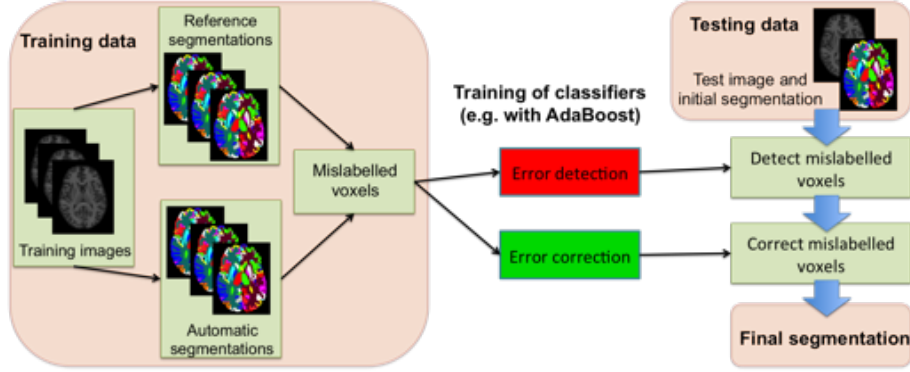 Training data
Reference
segmentations
Training images
Automatic
segmentations
Mislabelled
voxels
Training of classifiers
(e.g. with AdaBoost)
Error detection
Error correction
Testing data
Test image and
initial segmentation
Detect mislabelled
voxels
Correct mislabelled
voxels
Final segmentation